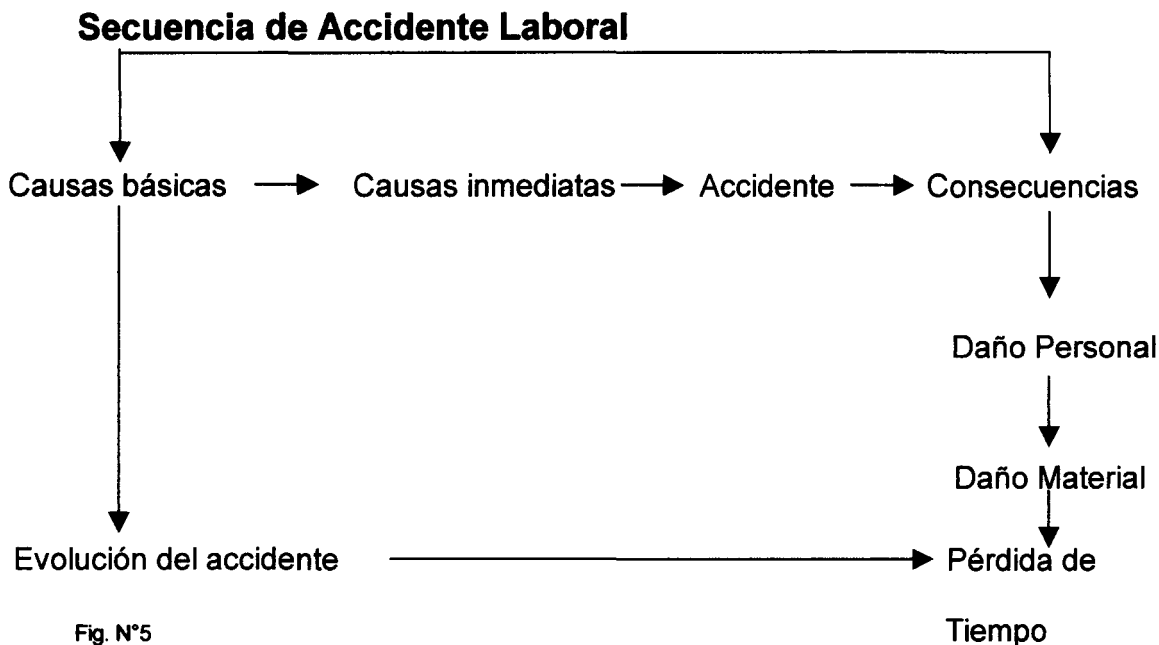 Secuencia de Accidente Laboral
Causas básicas Causas inmediatas Accidente Consecuencias
Daño Personal
Daño Material
Evolución del accidente Pérdida de
Fig. N°5 Tiempo